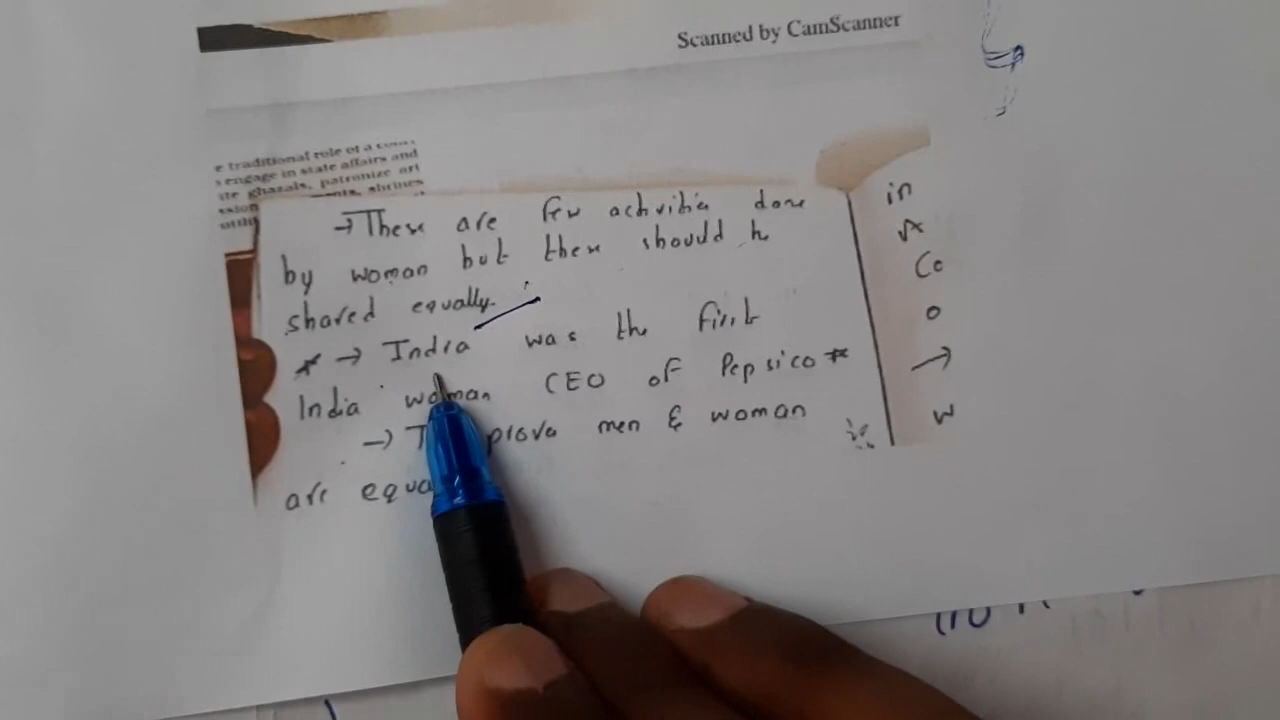 Scanned by CamScanner
e traditional role of a
s engage in state affairs and
ghazals, patronize art
shrines
→ These are few activitie done
by woman but these should be
shared equally.
* → India was the first
India woman CEO of Pepsico *
→ prove men & woman
are equa
in
Co
o
→
w